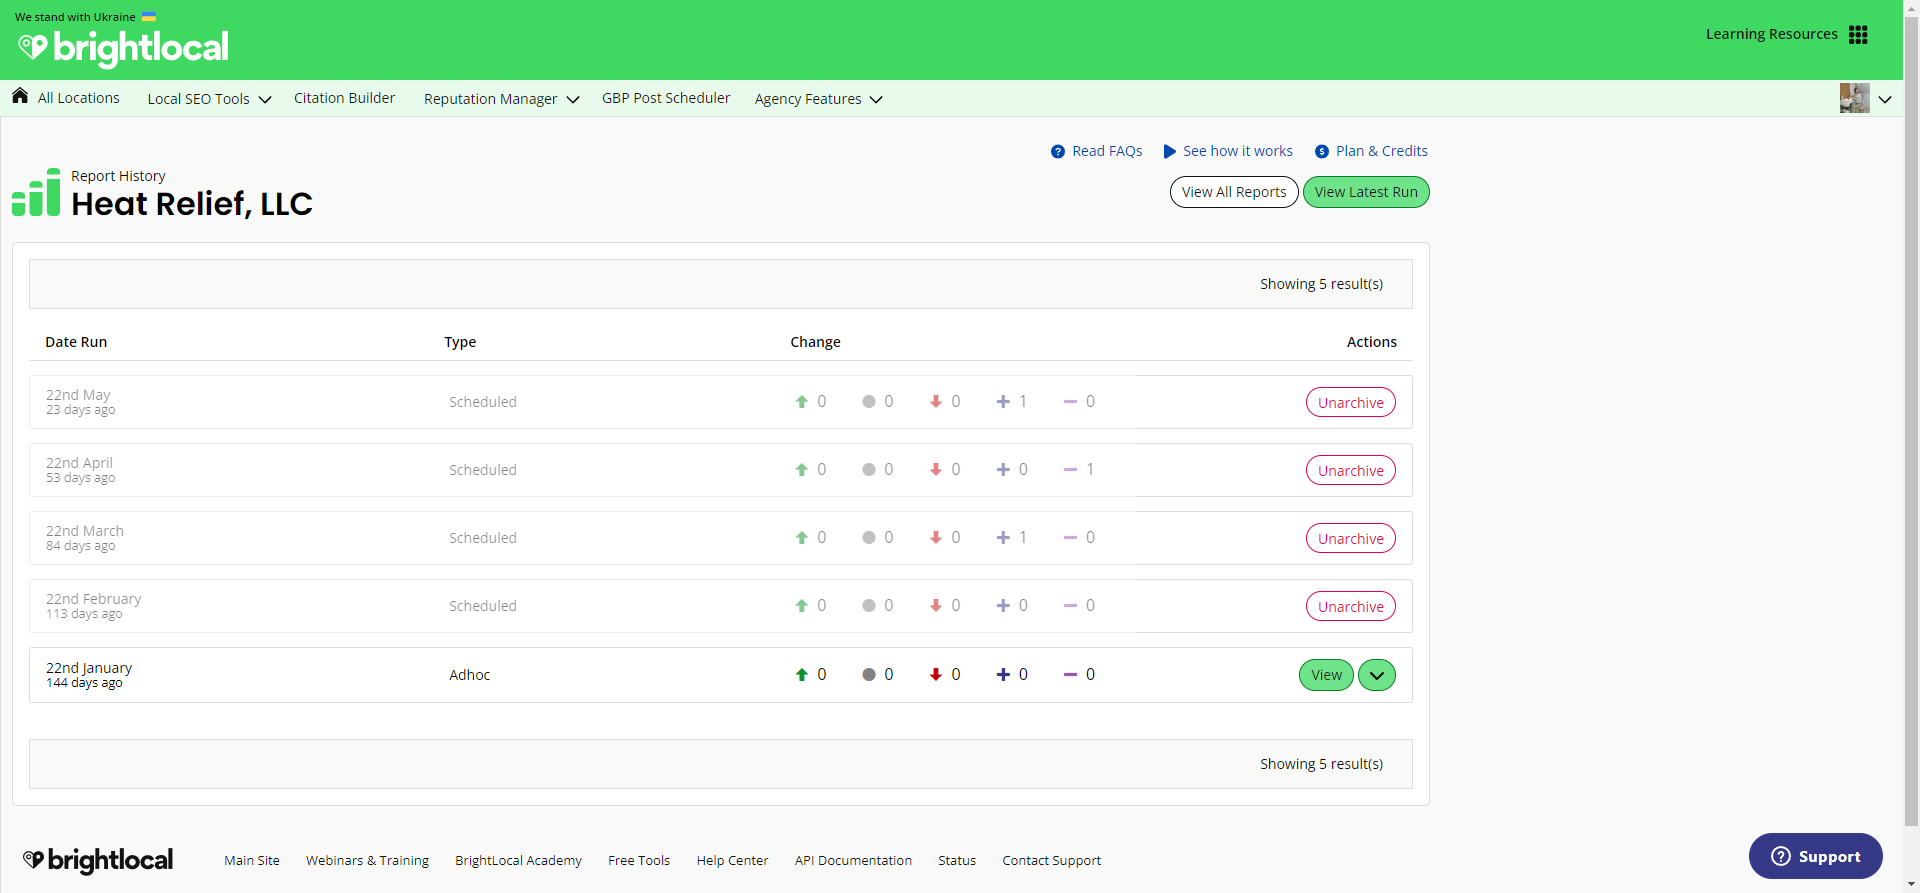 We stand with Ukraine
brightlocal
Learning Resources
All Locations Local SEO Tools Citation Builder Reputation Manager GBP Post Scheduler Agency Features
Read FAQs See how it works Plan & Credits
Report History
Heat Relief, LLC
View All Reports View Latest Run
Showing 5 result(s)
Date Run Type Change Actions
22nd May
23 days ago
Scheduled 0 0 0 1 0 Unarchive
22nd April
53 days ago
Scheduled 0 0 0 0 1 Unarchive
22nd March
84 days ago
Scheduled 0 0 0 1 0 Unarchive
22nd February
113 days ago
Scheduled 0 0 0 0 0 Unarchive
22nd January
144 days ago
Adhoc 0 0 0 0 0 View
Showing 5 result(s)
brightlocal Main Site Webinars & Training BrightLocal Academy Free Tools Help Center API Documentation Status Contact Support
Support